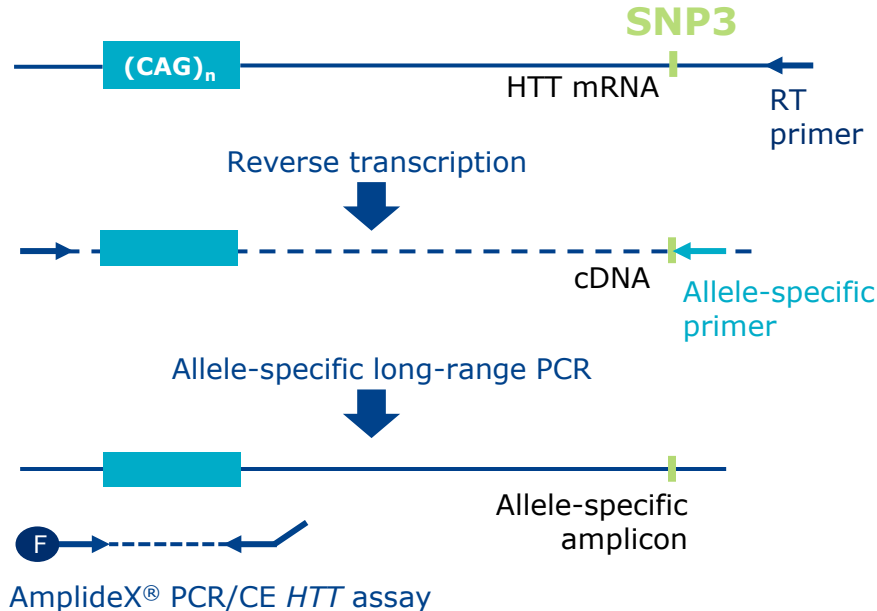 SNP3
(CAG)n
HTT mRNA
RT
primer
Reverse transcription
cDNA
Allele-specific
primer
Allele-specific long-range PCR
Allele-specific
amplicon
F
AmplideX® PCR/CE HTT assay